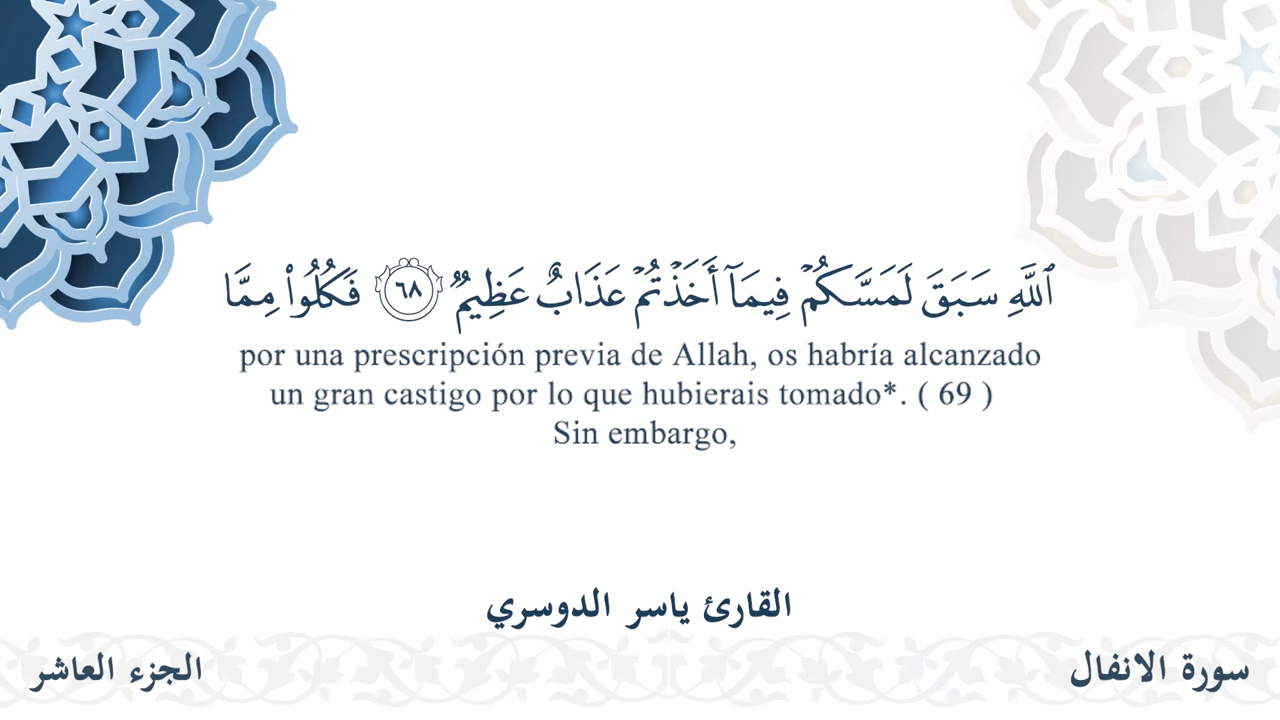 ٱللَّهِ سَبَقَ لَمَسَّكُمۡ فِيمَآ أَخَذۡتُمۡ عَذَابٌ عَظِيمٞ ٦٨ فَكُلُواْ مِمَّا
por una prescripción previa de Allah, os habría alcanzado
un gran castigo por lo que hubierais tomado*. ( 69 )
Sin embargo,
القارئ ياسر الدوسري
سورة الانفال
الجزء العاشر